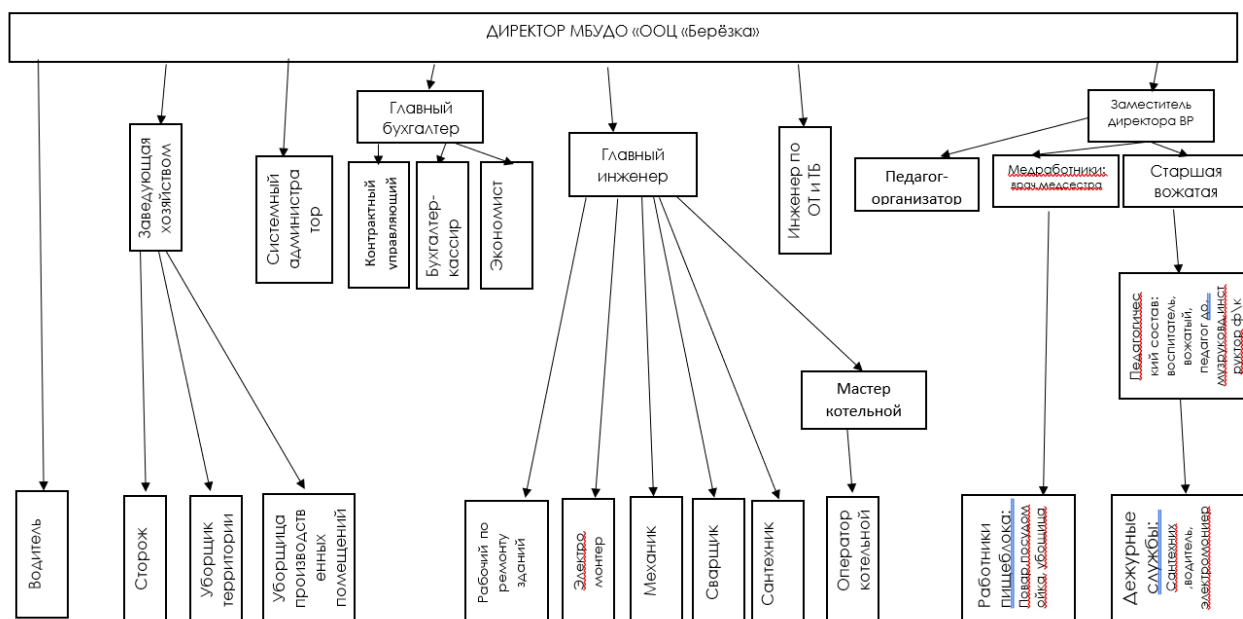 ДИРЕКТОР МБУДО «ООЦ «Берёзка»
Главный
бухгалтер
Заместитель
директора ВР
Заведующая
хозяйством
Системный
администра
тор
Контрактный
управляющий
Бухгалтер-
кассир
Экономист
Главный
инженер
Инженер по
ОТ и ТБ
Педагог-
организатор
Медработники:
врач,медсестра
Старшая
вожатая
Педагогичес
кий состав:
воспитатель,
вожатый,
педагог до,
музруковд,инст
руктор ф\к
Мастер
котельной
Водитель
Сторож
Уборщик
территории
Уборщица
производств
енных
помещений
Рабочий по
ремонту
зданий
Электро
монтер
Механик
Сварщик
Сантехник
Оператор
котельной
Работники
пищеблока:
Повар,посудом
ойка, убощица
Дежурные
службы:
Сантехник
,водитель,
электромониер